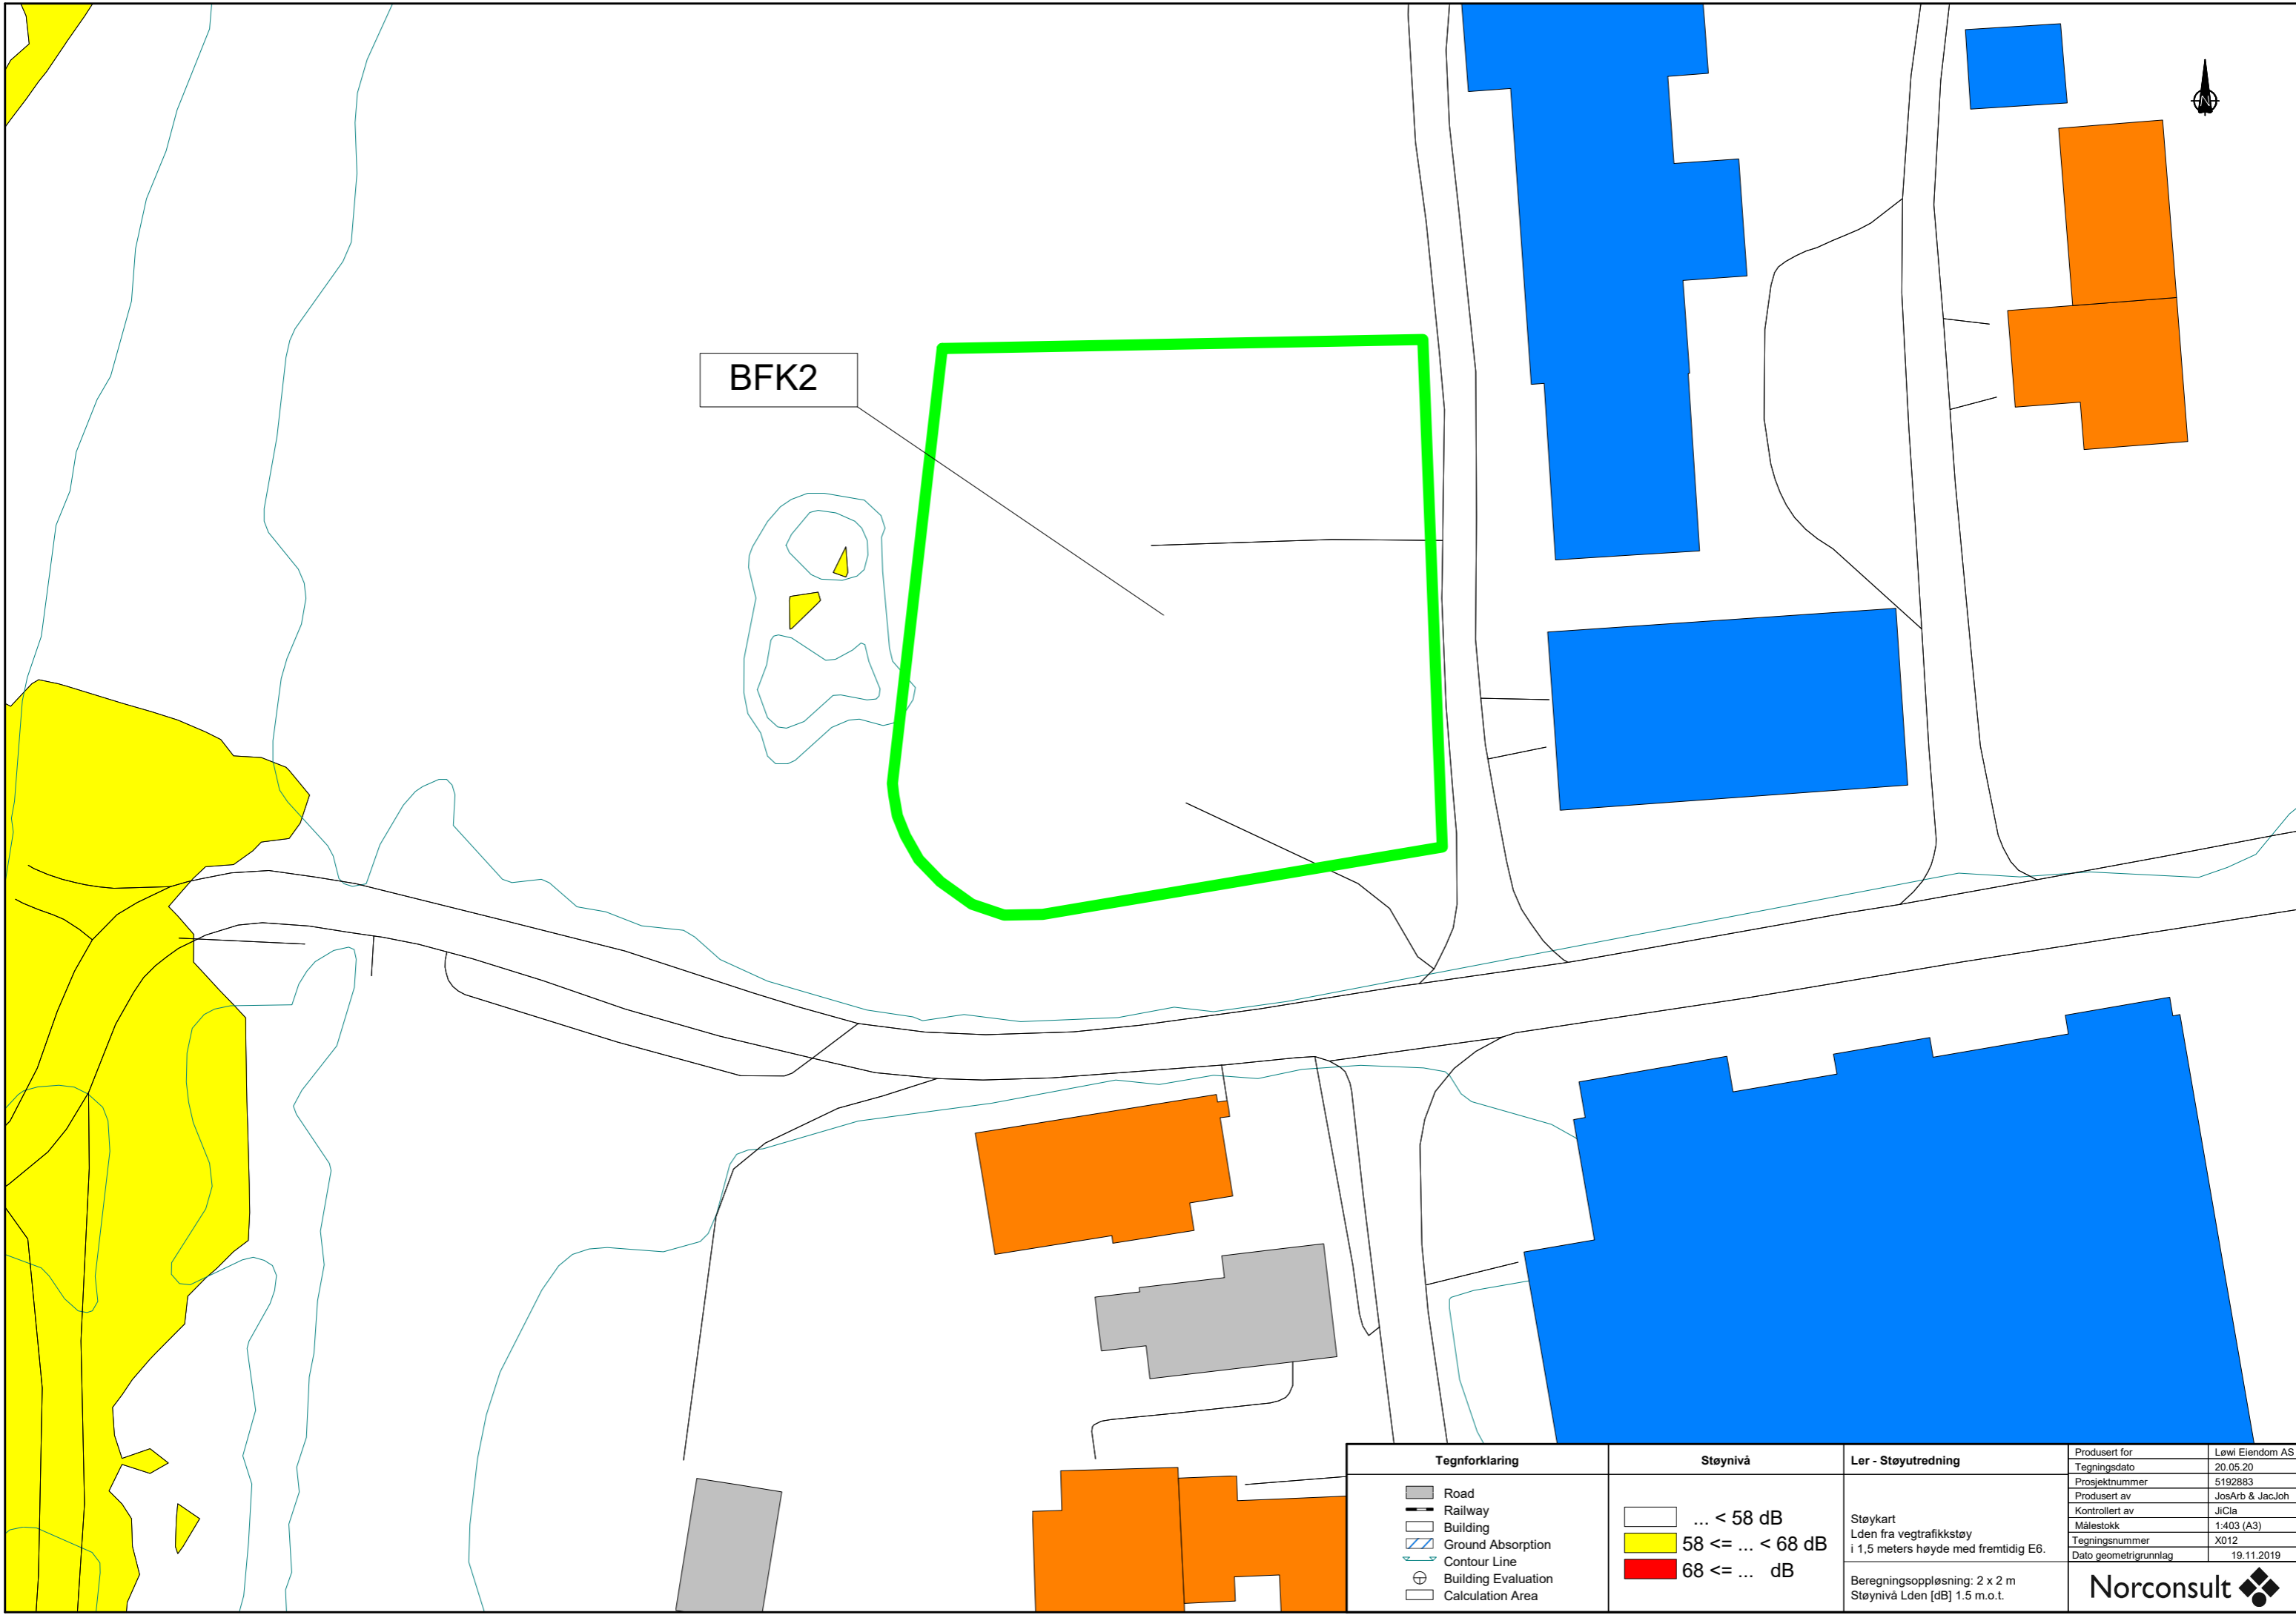 N
BFK2
Tegnforklaring
Road
Railway
Building
Ground Absorption
Contour Line
Building Evaluation
Calculation Area
Støynivå
... < 58 dB
58 <= ... < 68 dB
68 <= ... dB
Ler - Støyutredning
Støykart
Lden fra vegtrafikkstøy
i 1,5 meters høyde med fremtidig E6.
Beregningsoppløsning: 2 x 2 m
Støynivå Lden [dB] 1.5 m.o.t.
Produsert for Løwi Eiendom AS
Tegningsdato 20.05.20
Prosjektnummer 5192883
Produsert av JosArb & JacJoh
Kontrollert av JiCla
Målestokk 1:403 (A3)
Tegningsnummer X012
Dato geometrigrunnlag 19.11.2019
Norconsult